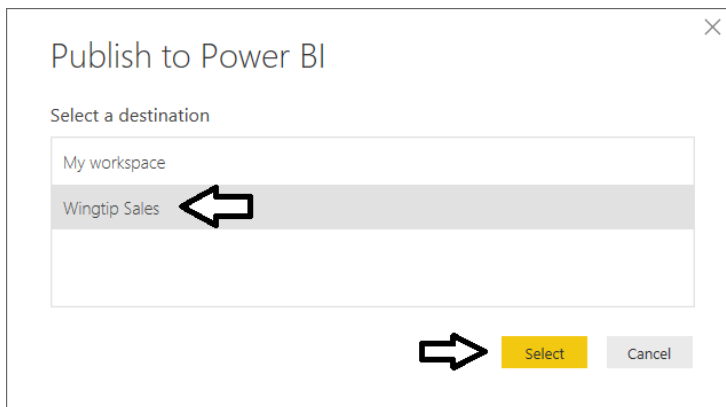 Publish to Power BI
Select a destination
My workspace
Wingtip Sales
Select
Cancel